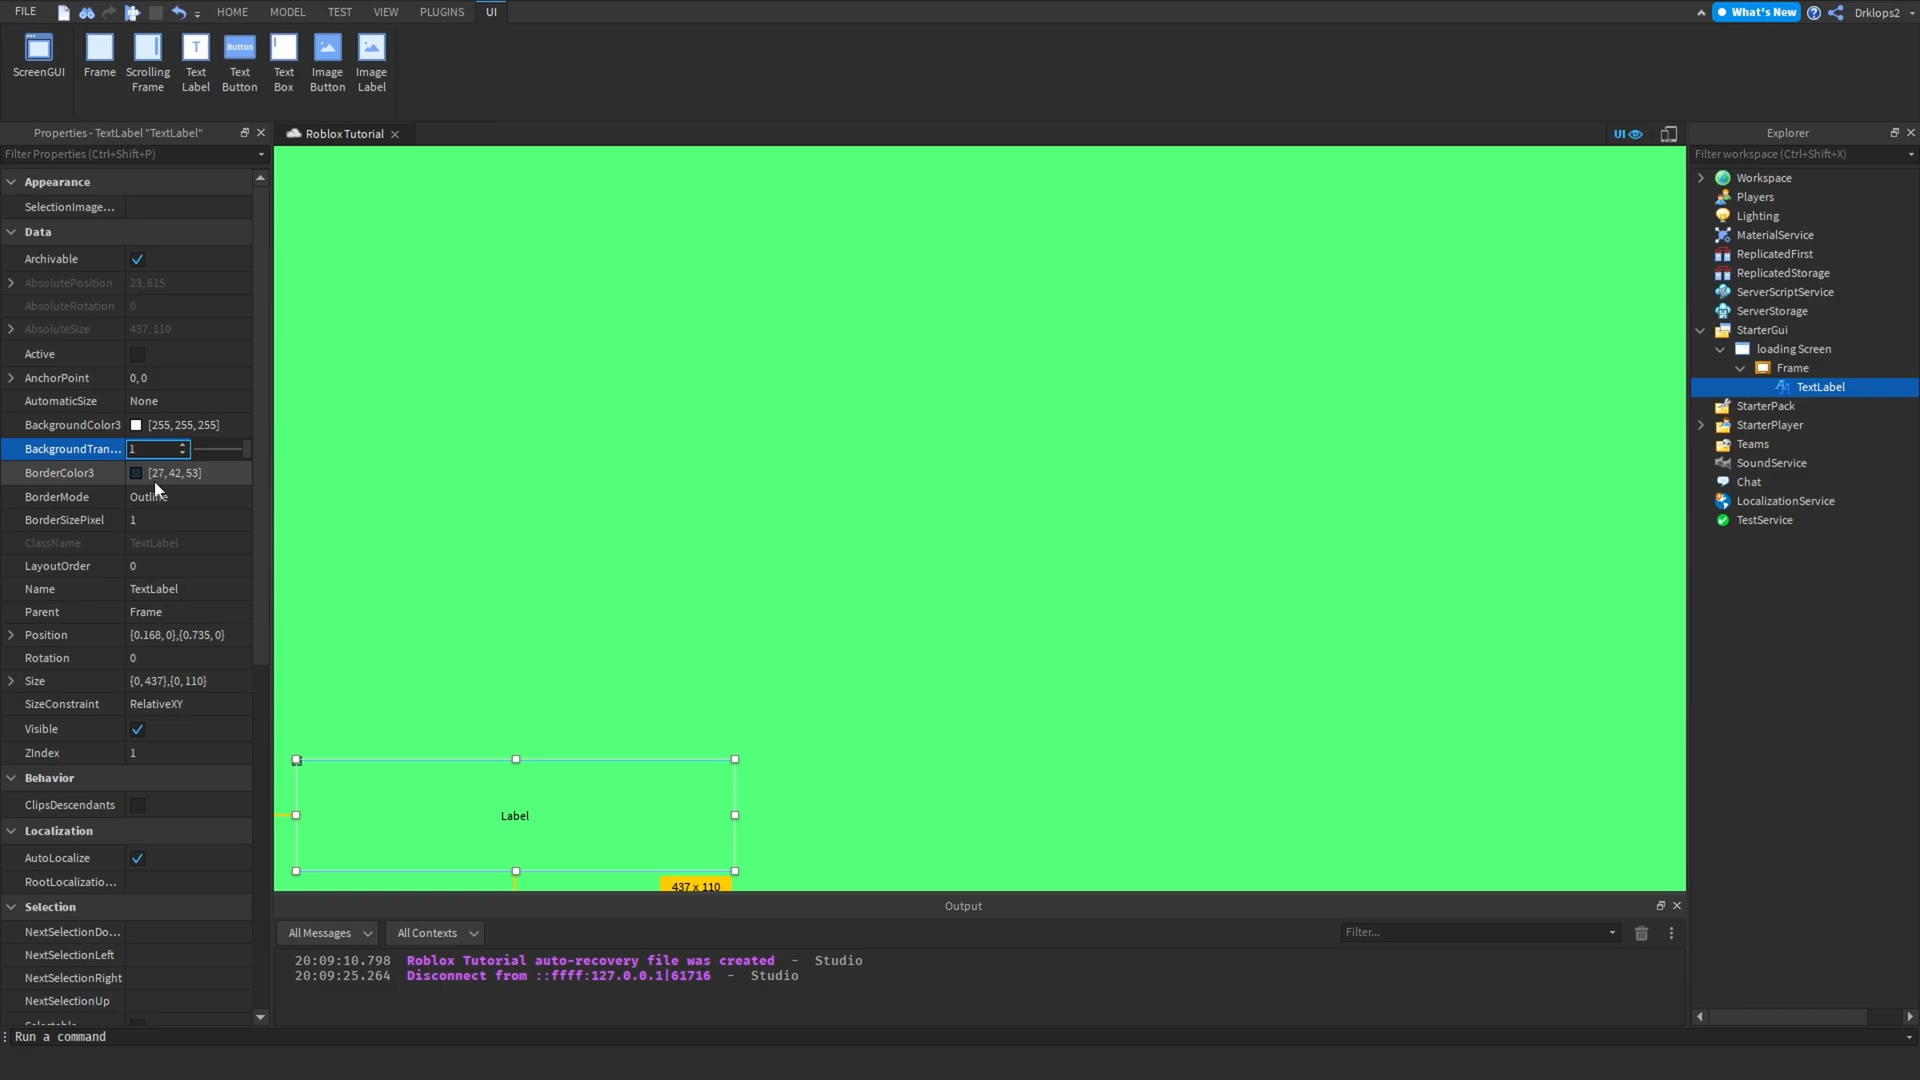 FILE
HOME
MODEL
TEST
VIEW
PLUGINS
UI
What's New
Drklops2
ScreenGUI
Frame
Scrolling
Frame
Text
Label
Button
Text
Button
Text
Box
Image
Button
Image
Label
Properties - TextLabel "TextLabel"
Filter Properties (Ctrl+Shift+P)
Appearance
SelectionImage...
Data
Archivable
AbsolutePosition 23, 615
AbsoluteRotation 0
AbsoluteSize 437, 110
Active
AnchorPoint 0, 0
AutomaticSize None
BackgroundColor3 [255, 255, 255]
BackgroundTran... 1
BorderColor3 [27, 42, 53]
BorderMode Outline
BorderSizePixel 1
ClassName TextLabel
LayoutOrder 0
Name TextLabel
Parent Frame
Position {0.168, 0},{0.735, 0}
Rotation 0
Size {0, 437},{0, 110}
SizeConstraint RelativeXY
Visible
ZIndex 1
Behavior
ClipsDescendants
Localization
AutoLocalize
RootLocalizatio...
Selection
NextSelectionDo...
NextSelectionLeft
NextSelectionRight
NextSelectionUp
Roblox Tutorial
UI
Label
437 x 110
Output
All Messages
All Contexts
Filter...
20:09:10.798 Roblox Tutorial auto-recovery file was created - Studio
20:09:25.264 Disconnect from ::ffff:127.0.0.1|61716 - Studio
Explorer
Filter workspace (Ctrl+Shift+X)
Workspace
Players
Lighting
MaterialService
ReplicatedFirst
ReplicatedStorage
ServerScriptService
ServerStorage
StarterGui
loading Screen
Frame
TextLabel
StarterPack
StarterPlayer
Teams
SoundService
Chat
LocalizationService
TestService
Run a command